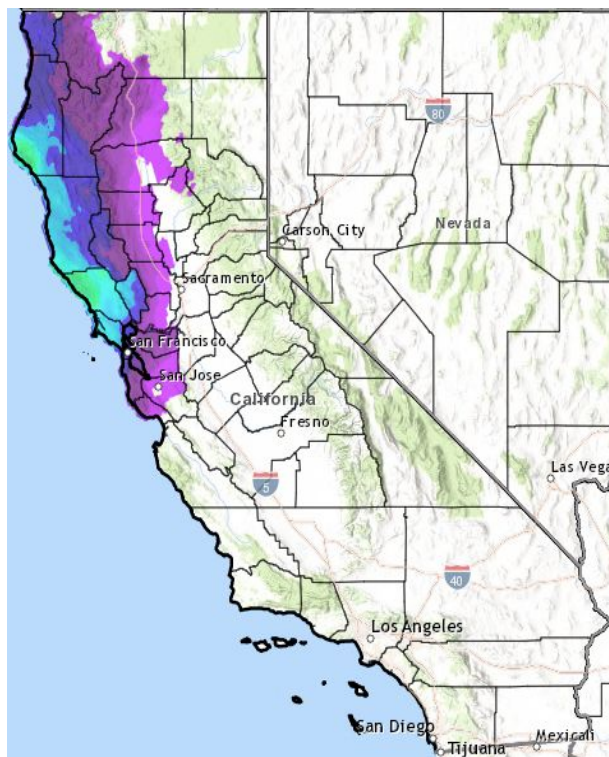 80
Nevada
Carson City
Sacramento
San Francisco
San Jose
California
Fresno
Las Vega
5
40
Los Angeles
San Diego
Mexicali
Tijuana